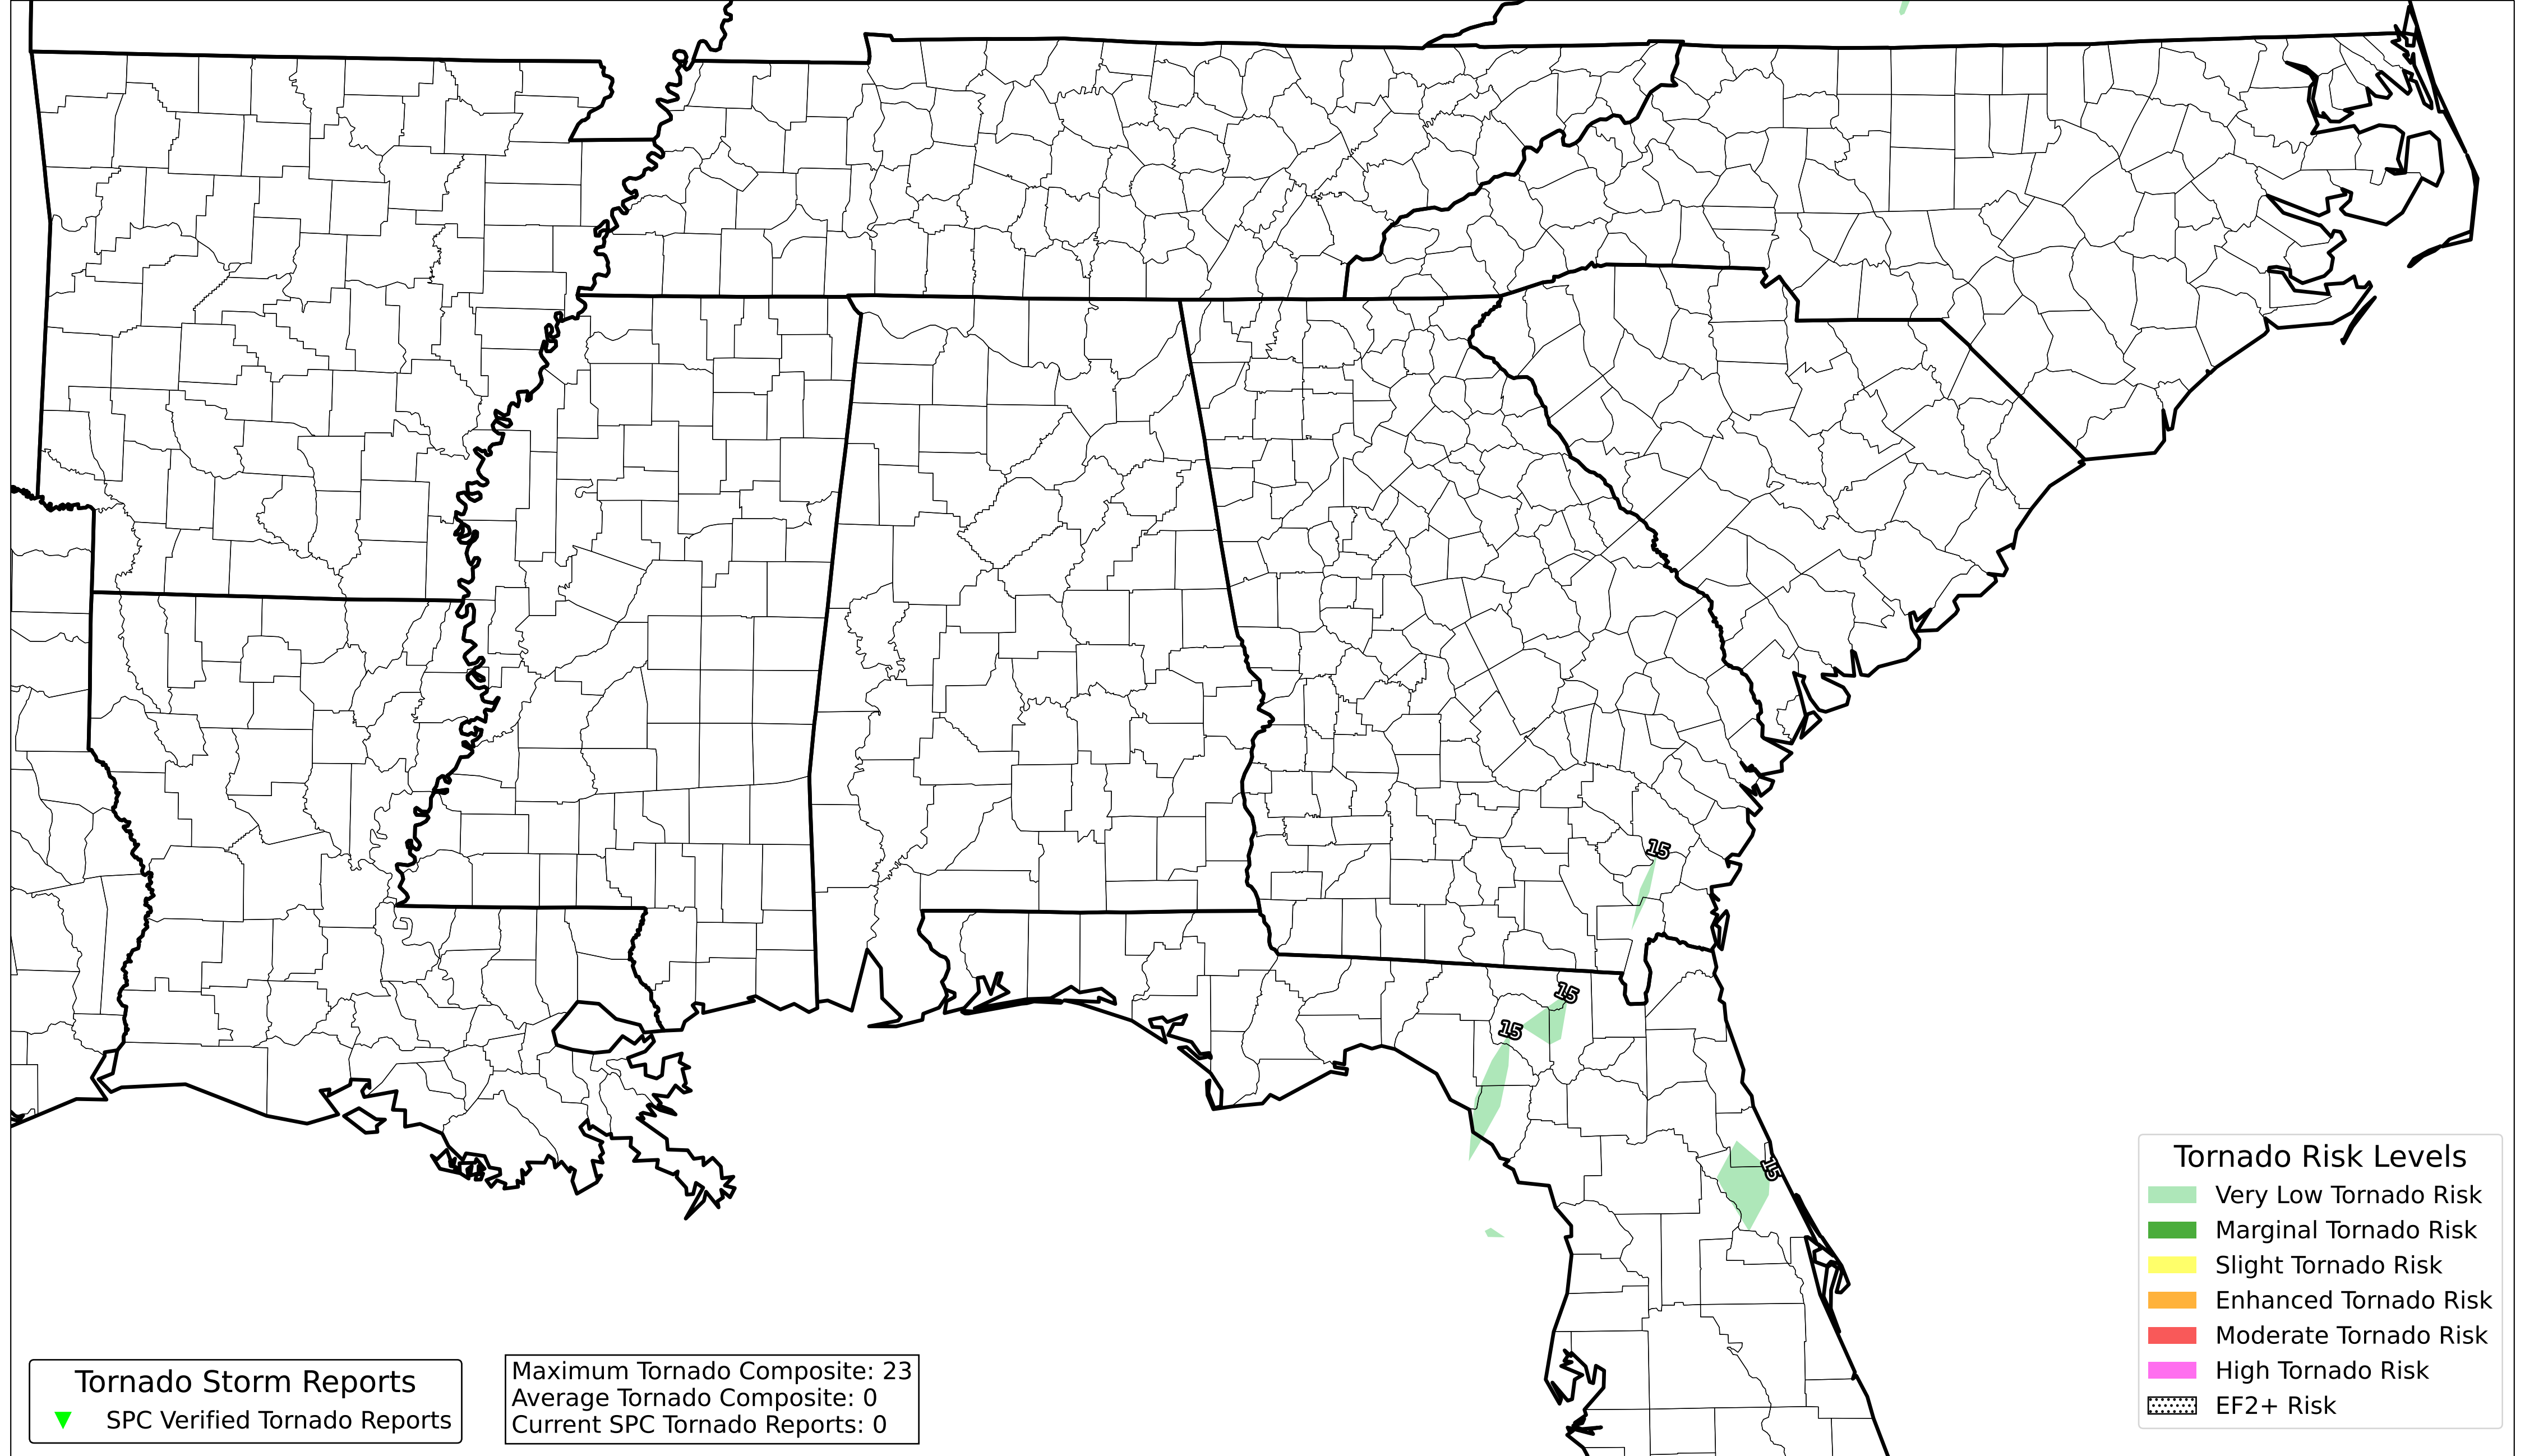 15
15
15
15
Tornado Risk Levels
Very Low Tornado Risk
Marginal Tornado Risk
Slight Tornado Risk
Enhanced Tornado Risk
Moderate Tornado Risk
High Tornado Risk
EF2+ Risk
Tornado Storm Reports
SPC Verified Tornado Reports
Maximum Tornado Composite: 23
Average Tornado Composite: 0
Current SPC Tornado Reports: 0